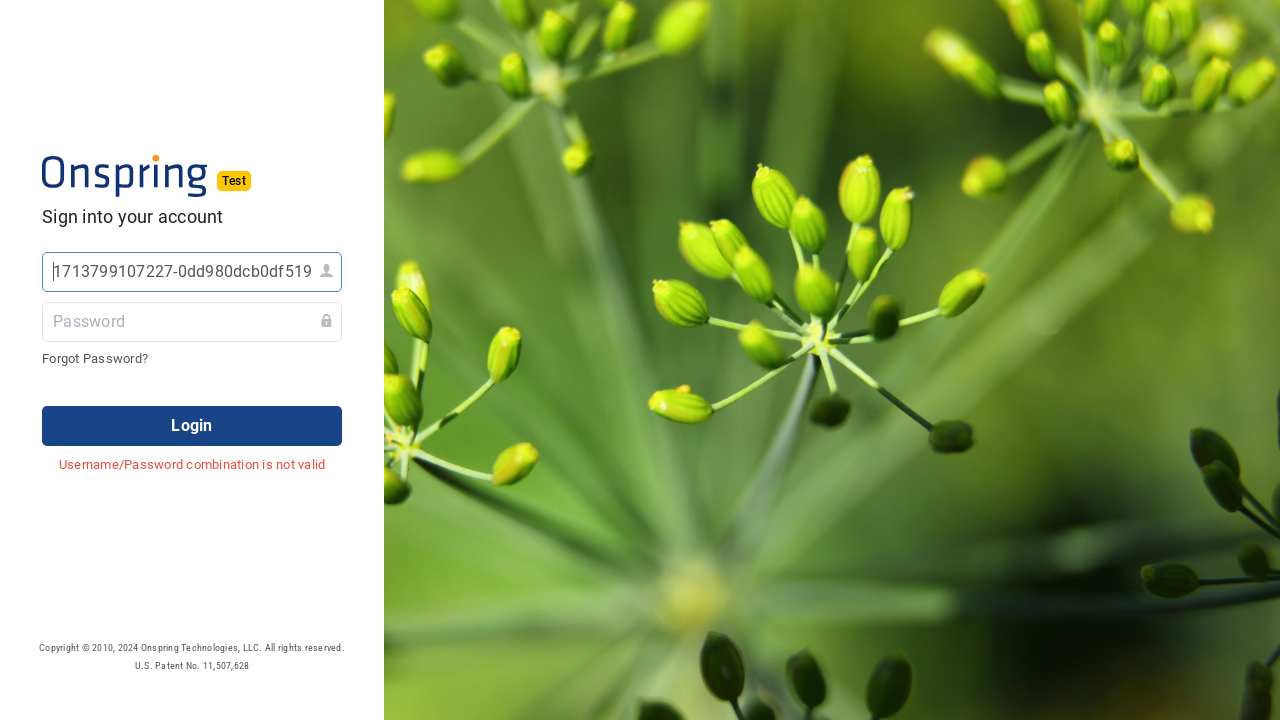 Onspring Test
Sign into your account
1713799107227-0dd980dcb0df519
Password
Forgot Password?
Login
Username/Password combination is not valid
Copyright © 2010, 2024 Onspring Technologies, LLC. All rights reserved.
U.S. Patent No. 11,507,628